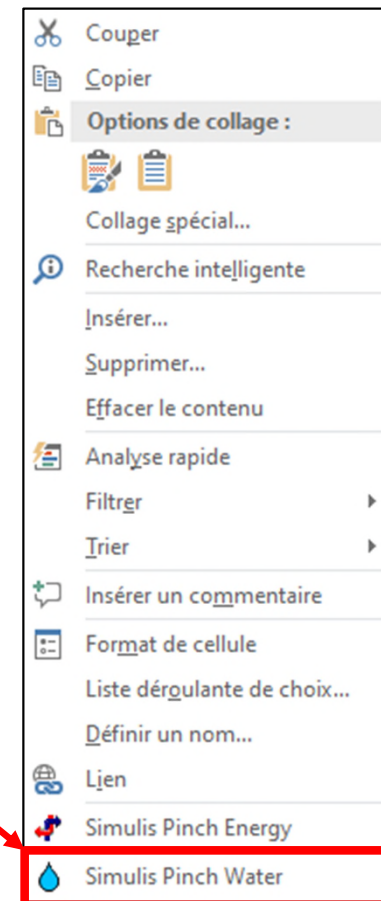 Couper
Copier
Options de collage :
Collage spécial...
Recherche intelligente
Insérer...
Supprimer...
Effacer le contenu
Analyse rapide
Filtrer
Trier
Insérer un commentaire
Format de cellule
Liste déroulante de choix...
Définir un nom...
Lien
Simulis Pinch Energy
Simulis Pinch Water